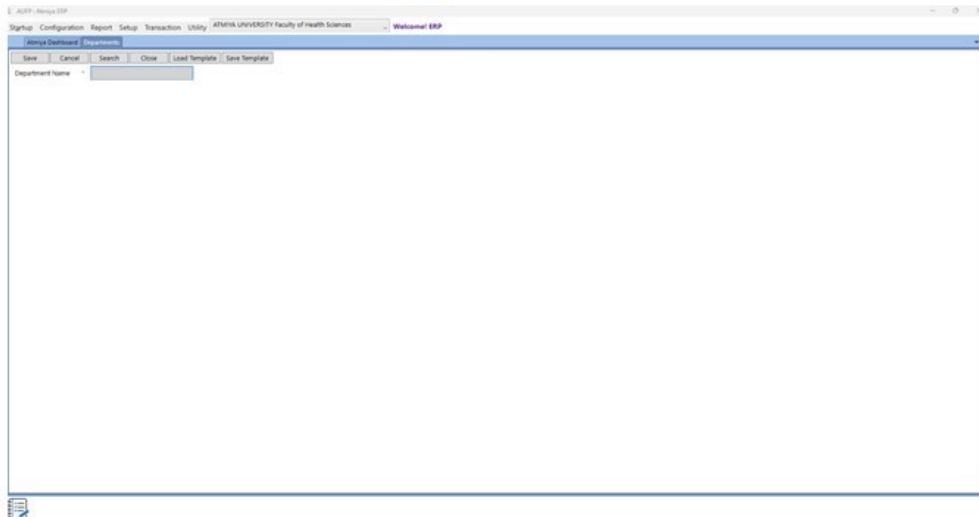 AUFP - Atmiya ERP
Startup Configuration Report Setup Transaction Utility ATMIYA UNIVERSITY Faculty of Health Sciences Welcome! ERP
Atmiya Dashboard Departments
Save Cancel Search Close Load Template Save Template
Department Name *